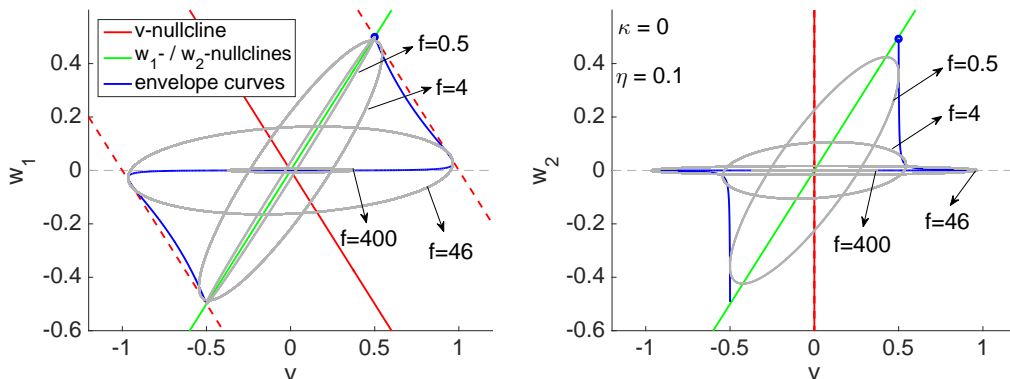 v-nullcline
w1- / w2-nullclines
envelope curves
f=0.5
f=4
f=400
f=46
0.4
0.2
0
-0.2
-0.4
-0.6
-1
-0.5
0
0.5
1
w1
v
κ = 0
η = 0.1
f=0.5
f=4
f=400
f=46
0.4
0.2
0
-0.2
-0.4
-0.6
-1
-0.5
0
0.5
1
w2
v